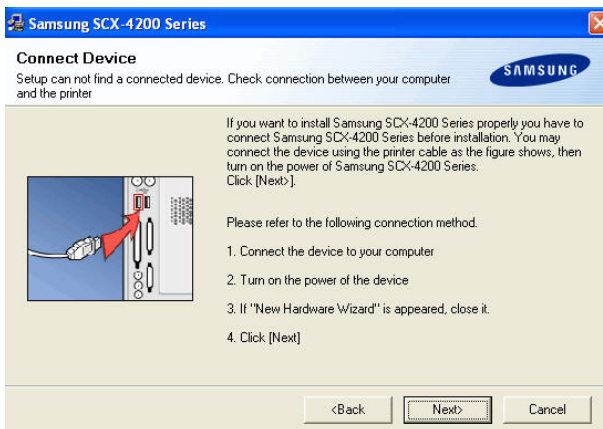 Samsung SCX-4200 Series
Connect Device
Setup can not find a connected device. Check connection between your computer
and the printer
SAMSUNG
If you want to install Samsung SCX-4200 Series properly you have to
connect Samsung SCX-4200 Series before installation. You may
connect the device using the printer cable as the figure shows, then
turn on the power of Samsung SCX-4200 Series.
Click [Next>].
Please refer to the following connection method.
1. Connect the device to your computer
2. Turn on the power of the device
3. If "New Hardware Wizard" is appeared, close it.
4. Click [Next]
<Back
Next>
Cancel